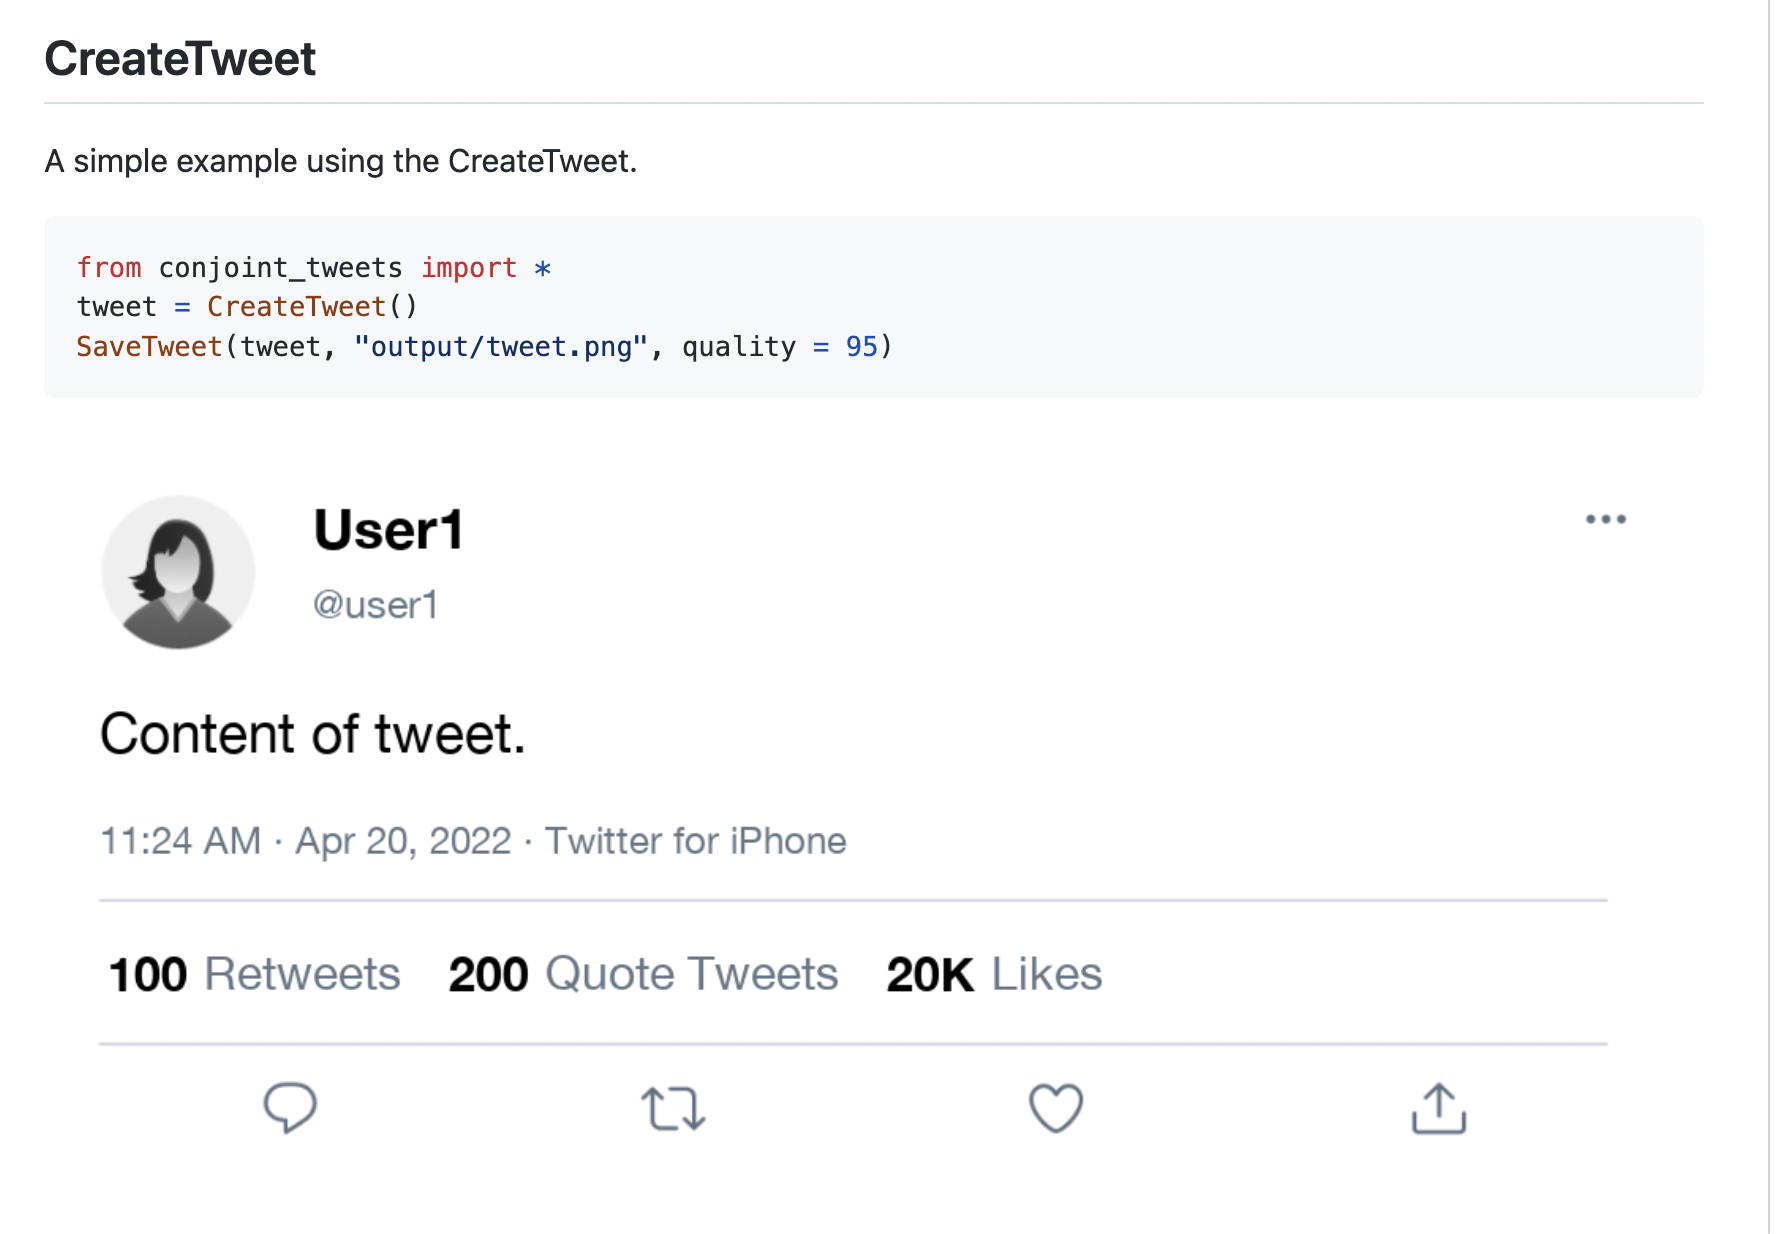 CreateTweet
A simple example using the CreateTweet.
from conjoint_tweets import *
tweet = CreateTweet()
SaveTweet(tweet, "output/tweet.png", quality = 95)
User1
@user1
Content of tweet.
11:24 AM · Apr 20, 2022 · Twitter for iPhone
100 Retweets 200 Quote Tweets 20K Likes